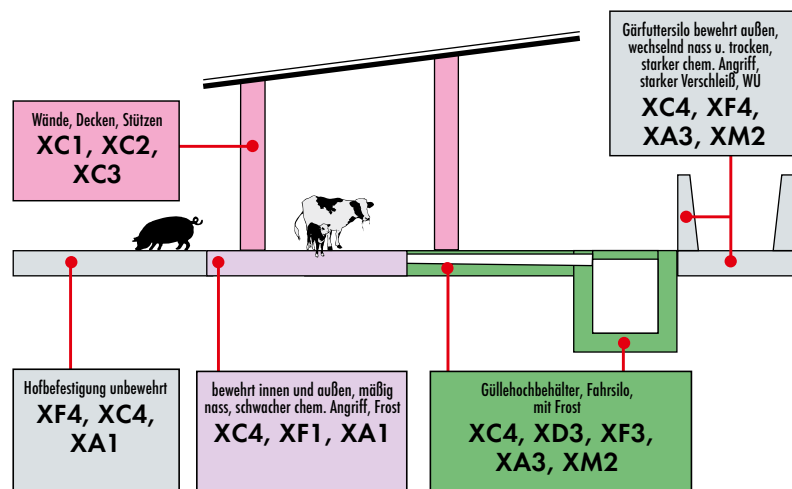 Gärfuttersilo bewehrt außen,
wechselnd nass u. trocken,
starker chem. Angriff,
starker Verschleiß, WU
XC4, XF4,
XA3, XM2
Wände, Decken, Stützen
XC1, XC2,
XC3
Hofbefestigung unbewehrt
XF4, XC4,
XA1
bewehrt innen und außen, mäßig
nass, schwacher chem. Angriff, Frost
XC4, XF1, XA1
Güllehochbehälter, Fahrsilo,
mit Frost
XC4, XD3, XF3,
XA3, XM2